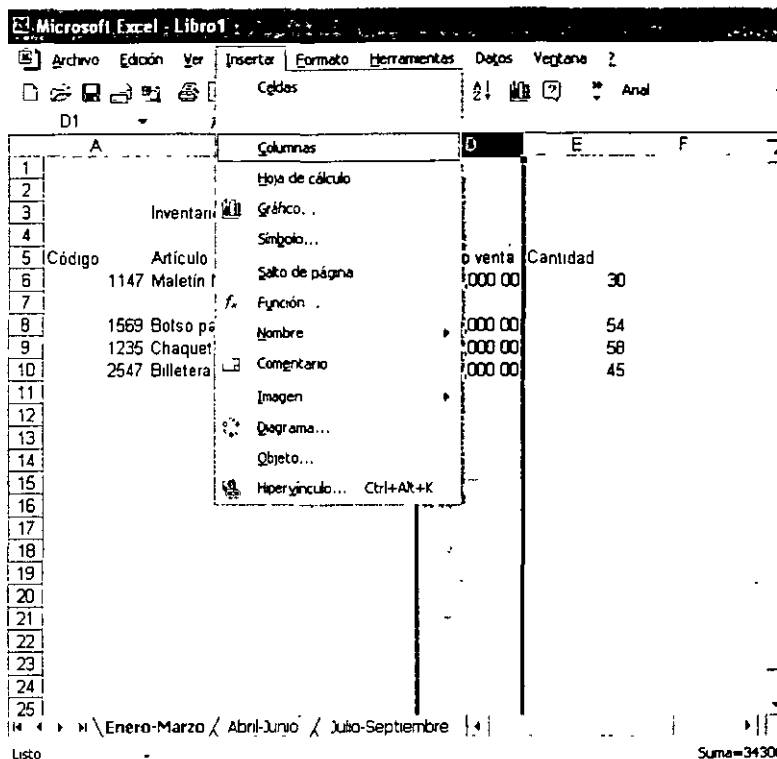 Microsoft Excel - Libro1
Archivo Edición Ver Insertar Formato Herramientas Datos Ventana ?
Celdas
Arial
D1
Columnas
A D E F
Hoja de cálculo
Gráfico...
Símbolo...
Salto de página
Función...
Nombre
Comentario
Imagen
Diagrama...
Objeto...
Hipervínculo... Ctrl+Alt+K
1
2
3 Inventari
4
5 Código Artículo o venta Cantidad
6 1147 Maletín 000 00 30
7
8 1569 Bolso pa 000 00 54
9 1235 Chaquet 000 00 58
10 2547 Billetera 000 00 45
11
12
13
14
15
16
17
18
19
20
21
22
23
24
25
Enero-Marzo Abril-Junio Julio-Septiembre
Listo Suma=3430